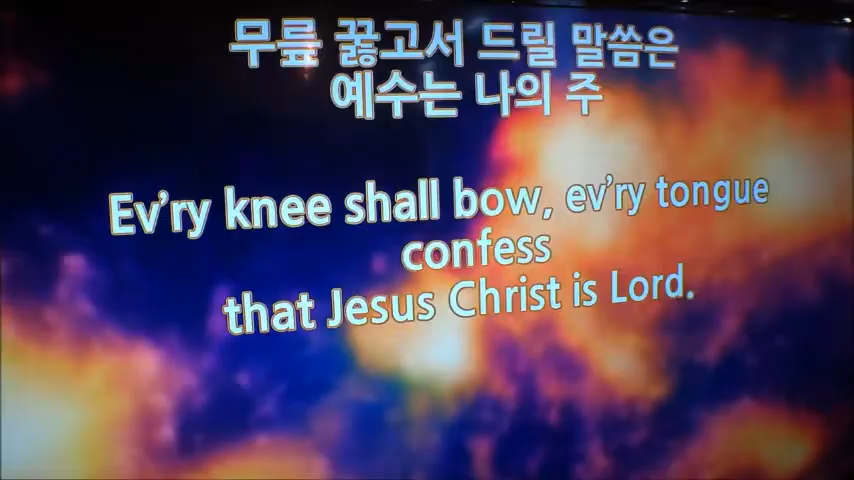 무릎 꿇고서 드릴 말씀은
예수는 나의 주
Ev'ry knee shall bow, ev'ry tongue
confess
that Jesus Christ is Lord.